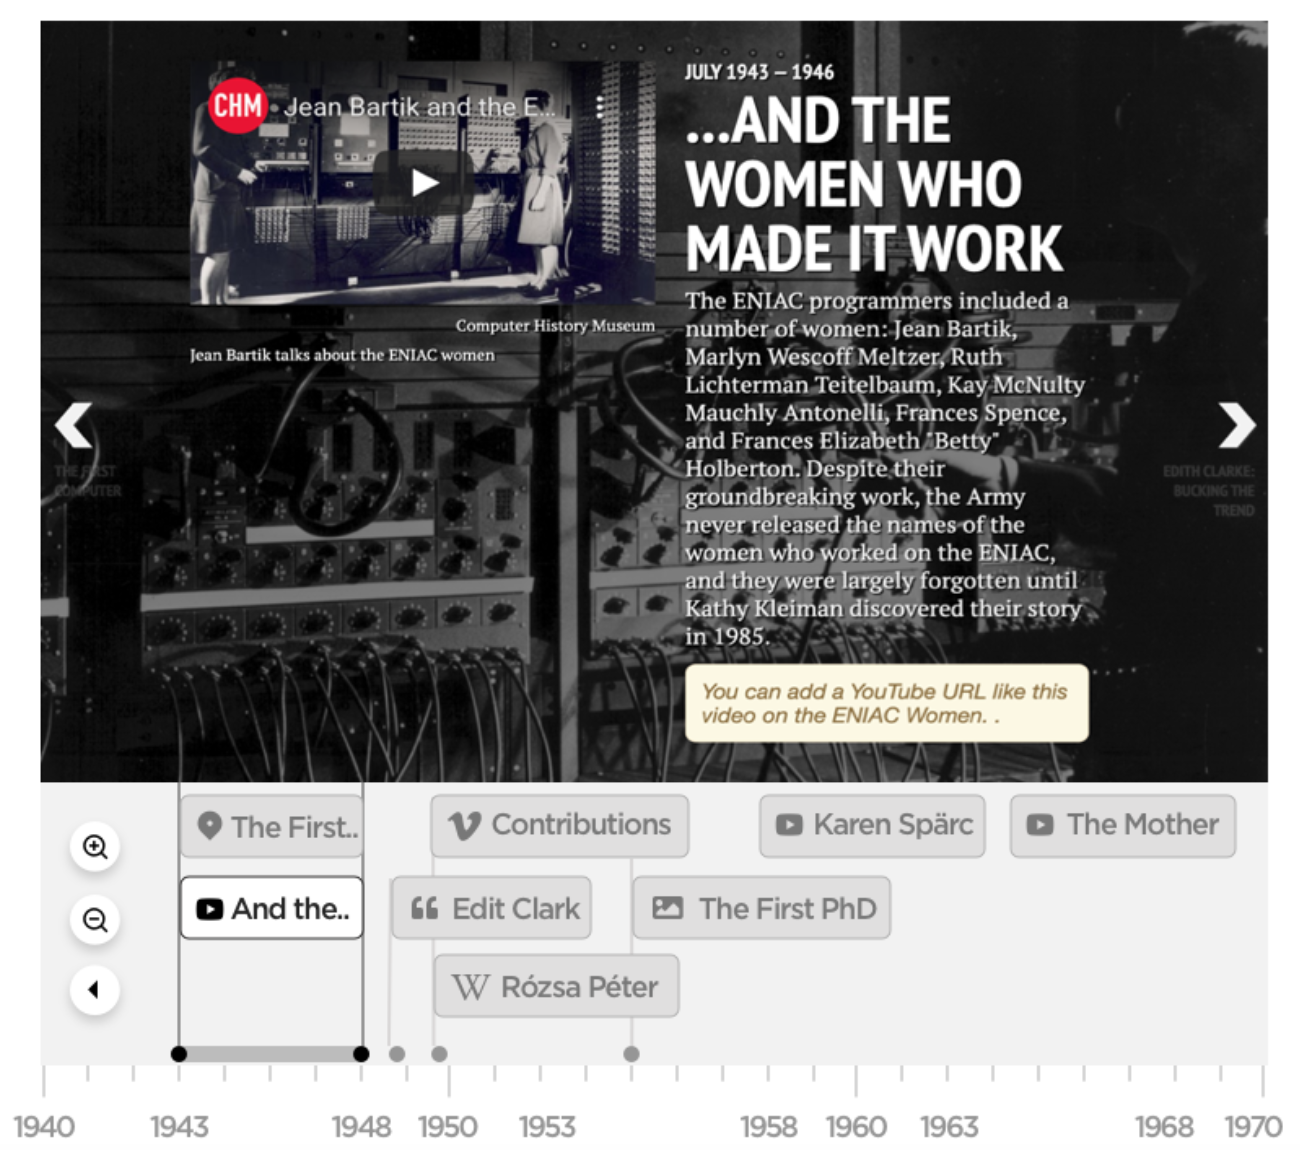 CHM Jean Bartik and the E...
Computer History Museum
Jean Bartik talks about the ENIAC women
JULY 1943 – 1946
...AND THE
WOMEN WHO
MADE IT WORK
The ENIAC programmers included a
number of women: Jean Bartik,
Marlyn Wescoff Meltzer, Ruth
Lichterman Teitelbaum, Kay McNulty
Mauchly Antonelli, Frances Spence,
and Frances Elizabeth "Betty"
Holberton. Despite their
groundbreaking work, the Army
never released the names of the
women who worked on the ENIAC,
and they were largely forgotten until
Kathy Kleiman discovered their story
in 1985.
You can add a YouTube URL like this
video on the ENIAC Women. .
THE FIRST
COMPUTER
EDITH CLARKE:
BUCKING THE
TREND
The First..
Contributions
Karen Spärc
The Mother
And the..
Edit Clark
The First PhD
W Rózsa Péter
1940 1943 1948 1950 1953 1958 1960 1963 1968 1970